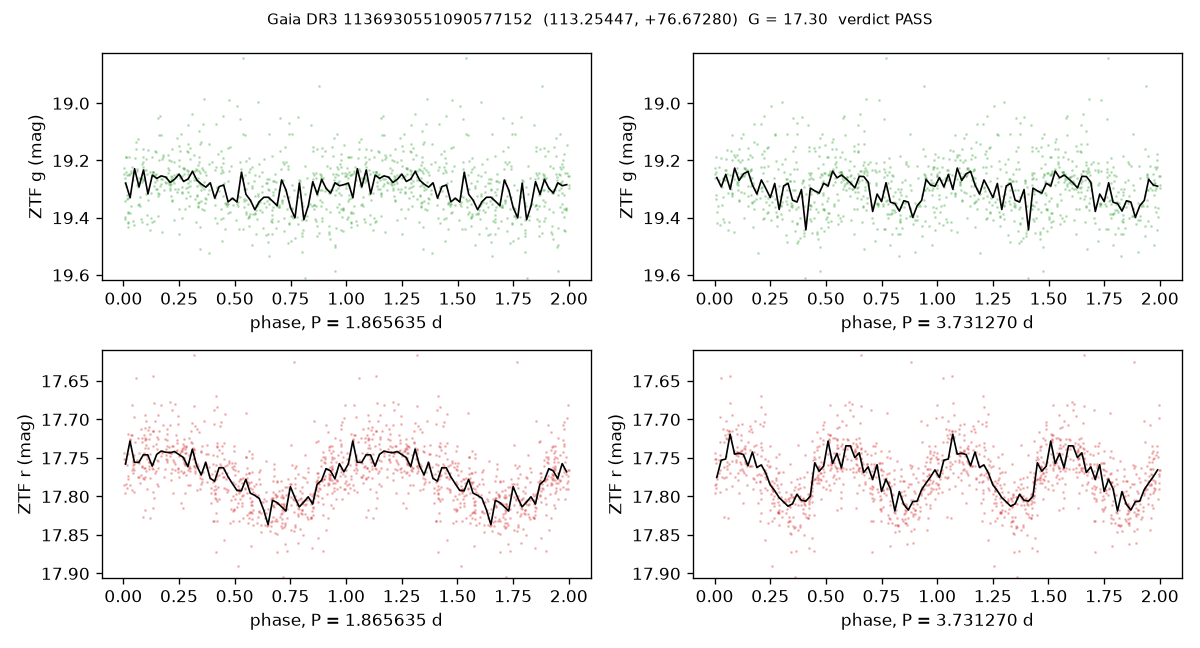 Gaia DR3 1136930551090577152  (113.25447, +76.67280)  G = 17.30  verdict PASS
ZTF g (mag)
19.0
19.2
19.4
19.6
0.00 0.25 0.50 0.75 1.00 1.25 1.50 1.75 2.00
phase, P = 1.865635 d
ZTF g (mag)
19.0
19.2
19.4
19.6
0.00 0.25 0.50 0.75 1.00 1.25 1.50 1.75 2.00
phase, P = 3.731270 d
ZTF r (mag)
17.65
17.70
17.75
17.80
17.85
17.90
0.00 0.25 0.50 0.75 1.00 1.25 1.50 1.75 2.00
phase, P = 1.865635 d
ZTF r (mag)
17.65
17.70
17.75
17.80
17.85
17.90
0.00 0.25 0.50 0.75 1.00 1.25 1.50 1.75 2.00
phase, P = 3.731270 d